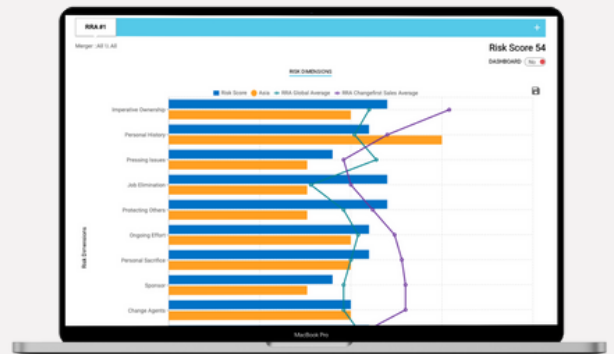 RRA #1 +
Merger : All \\ All
Risk Score 54
DASHBOARD No
RISK DIMENSIONS
Risk Score Asia RRA Global Average RRA Changefirst Sales Average
Imperative Ownership
Personal History
Pressing Issues
Job Elimination
Protecting Others
Ongoing Effort
Personal Sacrifice
Sponsor
Change Agents
Risk Dimensions
MacBook Pro